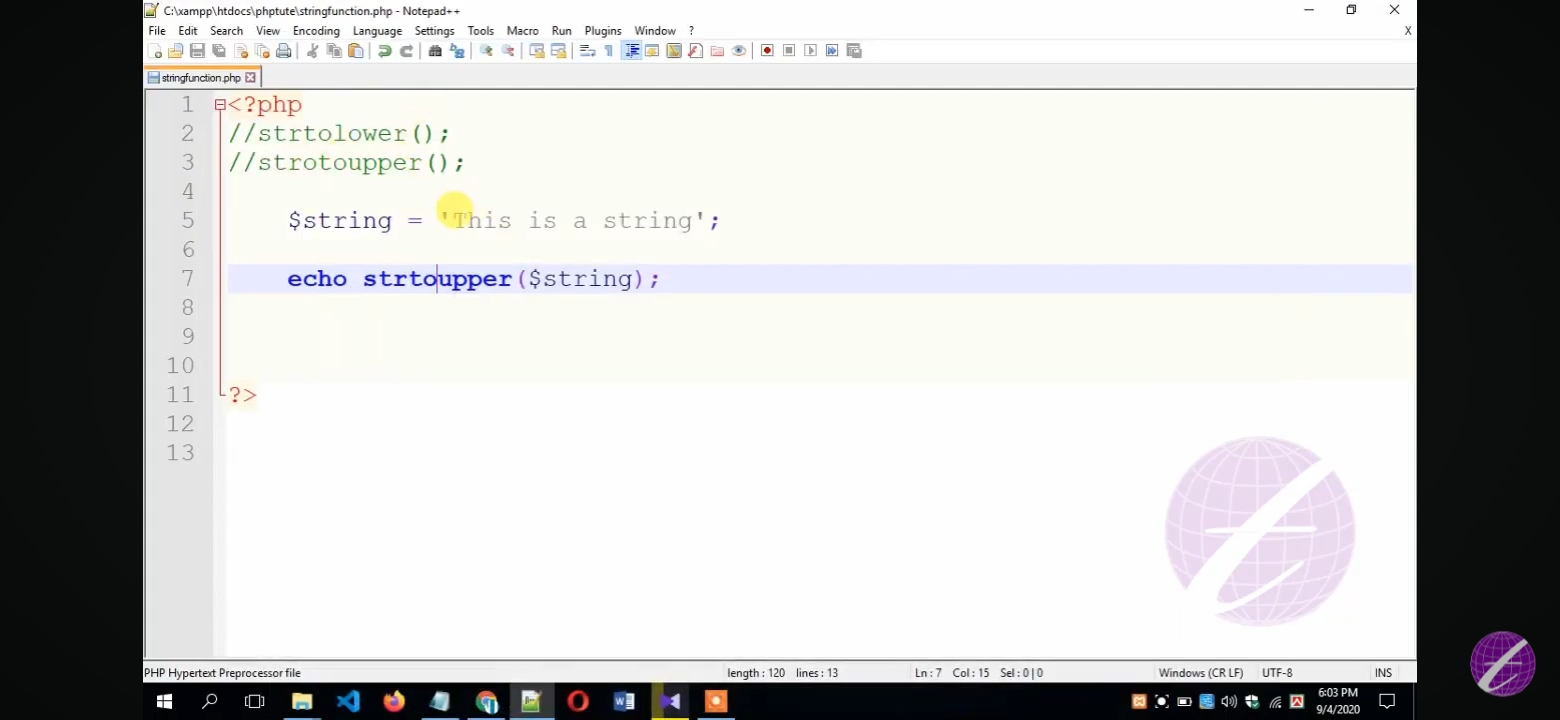 C:\xampp\htdocs\phptute\stringfunction.php - Notepad++
File Edit Search View Encoding Language Settings Tools Macro Run Plugins Window ? X
stringfunction.php
1 <?php
2 //strtolower();
3 //strotoupper();
4
5 $string = 'This is a string';
6
7 echo strtoupper($string);
8
9
10
11 ?>
12
13
PHP Hypertext Preprocessor file length : 120 lines : 13 Ln : 7 Col : 15 Sel : 0 | 0 Windows (CR LF) UTF-8 INS
6:03 PM
9/4/2020